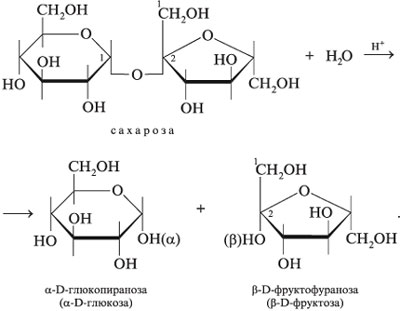 CH₂OH
1
CH₂OH
O
O
1
2
HO
+ H₂O
H⁺
HO
OH
O
HO
CH₂OH
OH
OH
сахароза
CH₂OH
1
CH₂OH
O
+
O
OH
2
HO
HO
OH(α)
(β)HO
CH₂OH
.
OH
OH
α-D-глюкопираноза
β-D-фруктофураноза
(α-D-глюкоза)
(β-D-фруктоза)